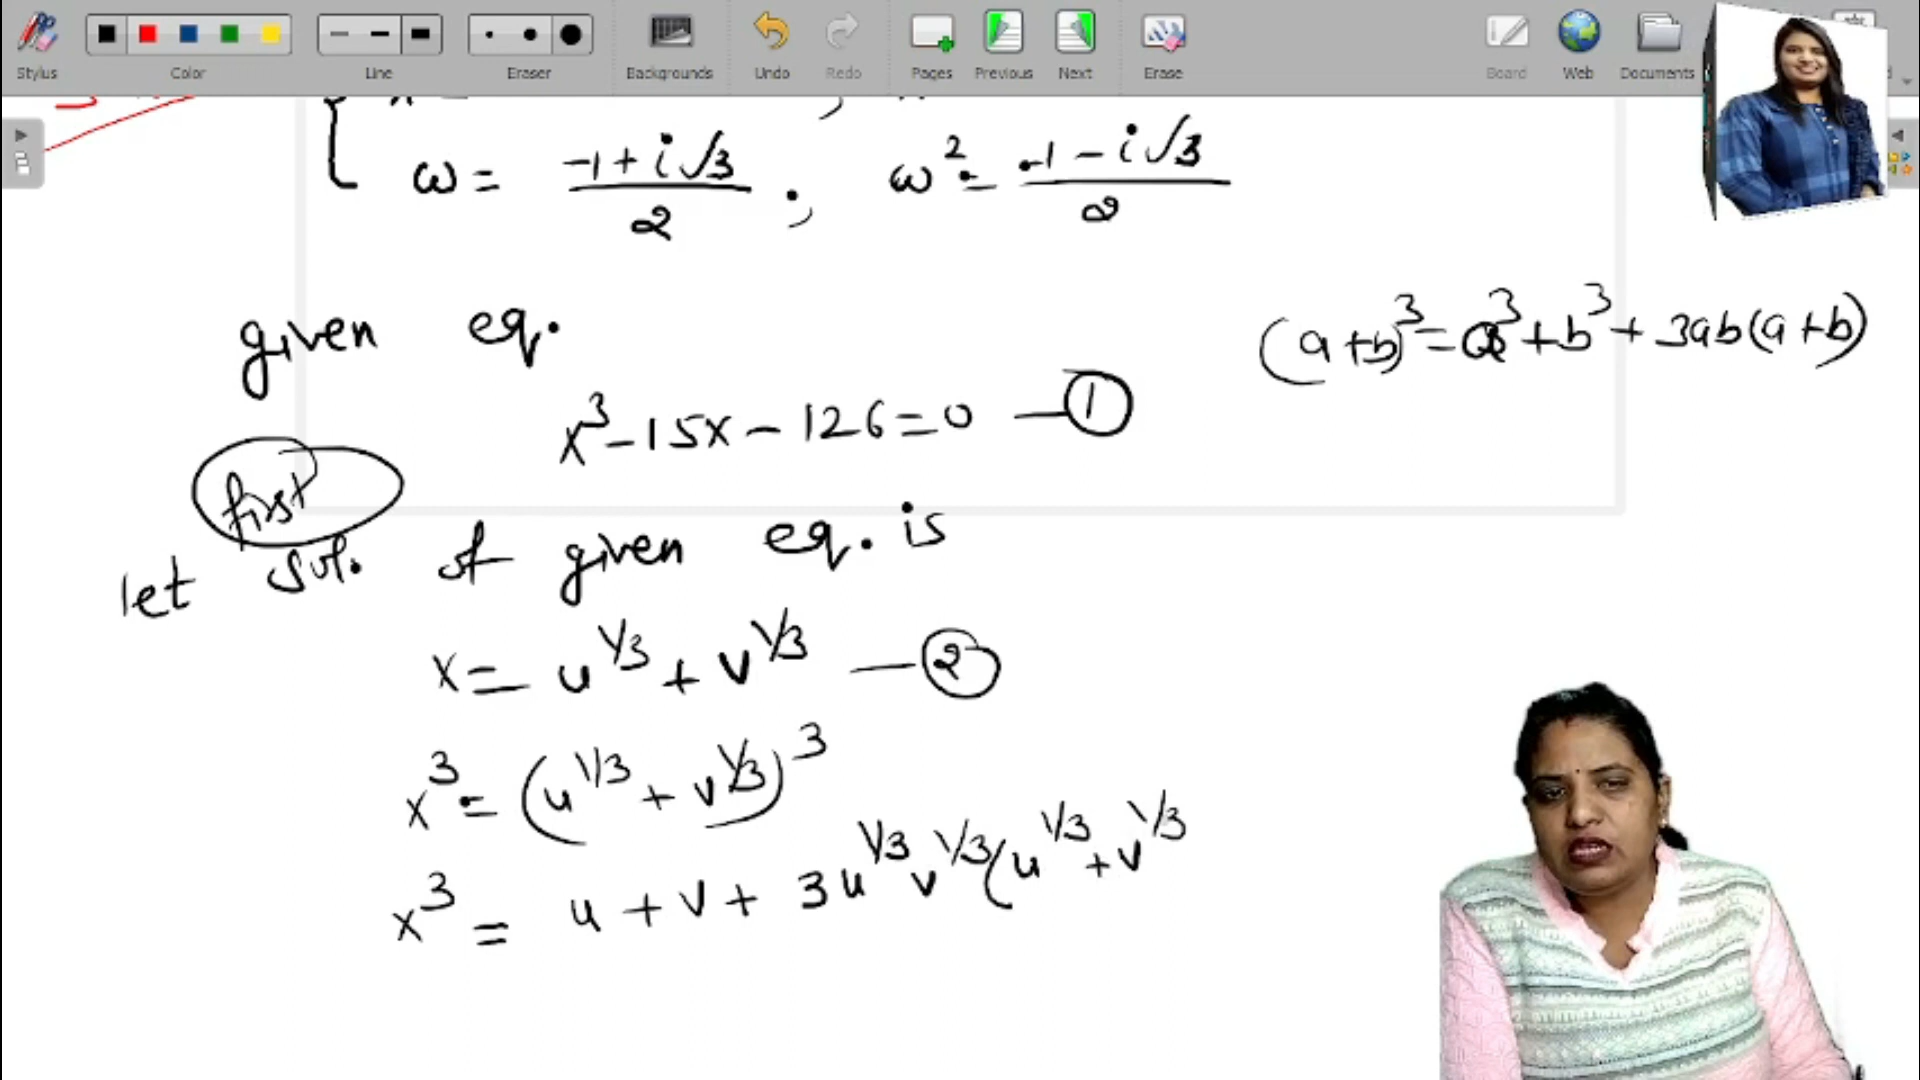 Stylus Color Line Eraser Backgrounds Undo Redo Pages Previous Next Erase Board Web Documents
ω = (-1 + i√3)/2 ; ω² = (-1 - i√3)/2
given eq.
(a+b)³ = a³ + b³ + 3ab(a+b)
x³ - 15x - 126 = 0 — ①
first
let sol. of given eq. is
x = u^1/3 + v^1/3 — ②
x³ = (u^1/3 + v^1/3)³
x³ = u + v + 3u^1/3 v^1/3 (u^1/3 + v^1/3